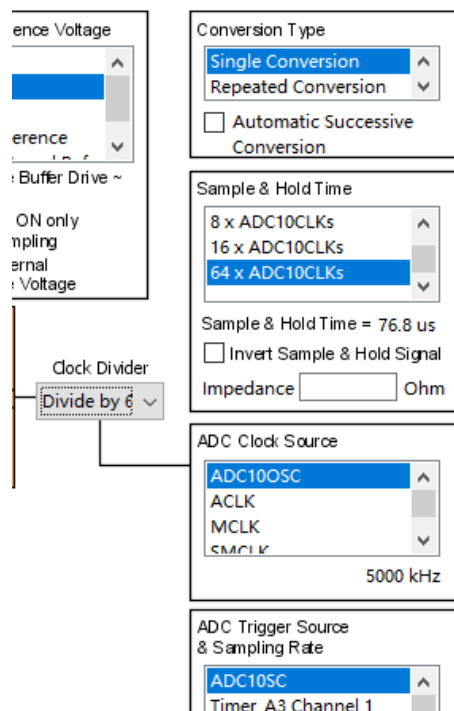 ence Voltage
erence
Buffer Drive ~
ON only
mpling
ernal
Voltage
Clock Divider
Divide by 6
Conversion Type
Single Conversion
Repeated Conversion
Automatic Successive
Conversion
Sample & Hold Time
8 x ADC10CLKs
16 x ADC10CLKs
64 x ADC10CLKs
Sample & Hold Time = 76.8 us
Invert Sample & Hold Signal
Impedance Ohm
ADC Clock Source
ADC10OSC
ACLK
MCLK
SMCLK
5000 kHz
ADC Trigger Source
& Sampling Rate
ADC10SC
Timer_A3 Channel 1